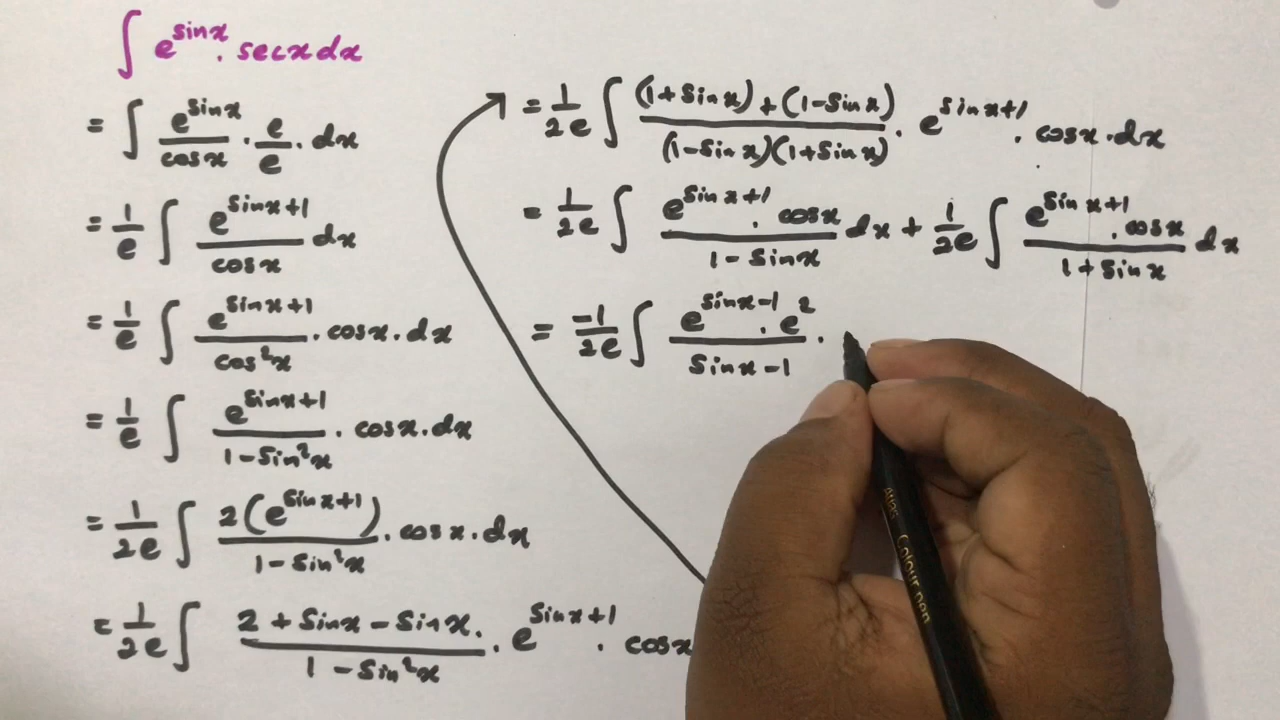 ∫ e^sinx . secx dx
= ∫ e^sinx / cosx . e/e . dx
= 1/e ∫ e^sinx+1 / cosx dx
= 1/e ∫ e^sinx+1 / cos²x . cosx . dx
= 1/e ∫ e^sinx+1 / 1-Sin²x . cosx . dx
= 1/2e ∫ 2(e^sinx+1) / 1-Sin²x . cosx . dx
= 1/2e ∫ 2 + Sinx - Sinx. / 1 - Sin²x . e^Sinx+1 . cosx
= 1/2e ∫ (1+Sinx)+(1-Sinx) / (1-Sinx)(1+Sinx) . e^sinx+1 . cosx . dx
= 1/2e ∫ e^sinx+1 . cosx / 1-Sinx dx + 1/2e ∫ e^Sinx+1 . cosx / 1+Sinx dx
= -1/2e ∫ e^sinx-1 . e² / Sinx-1 .
Colour pen